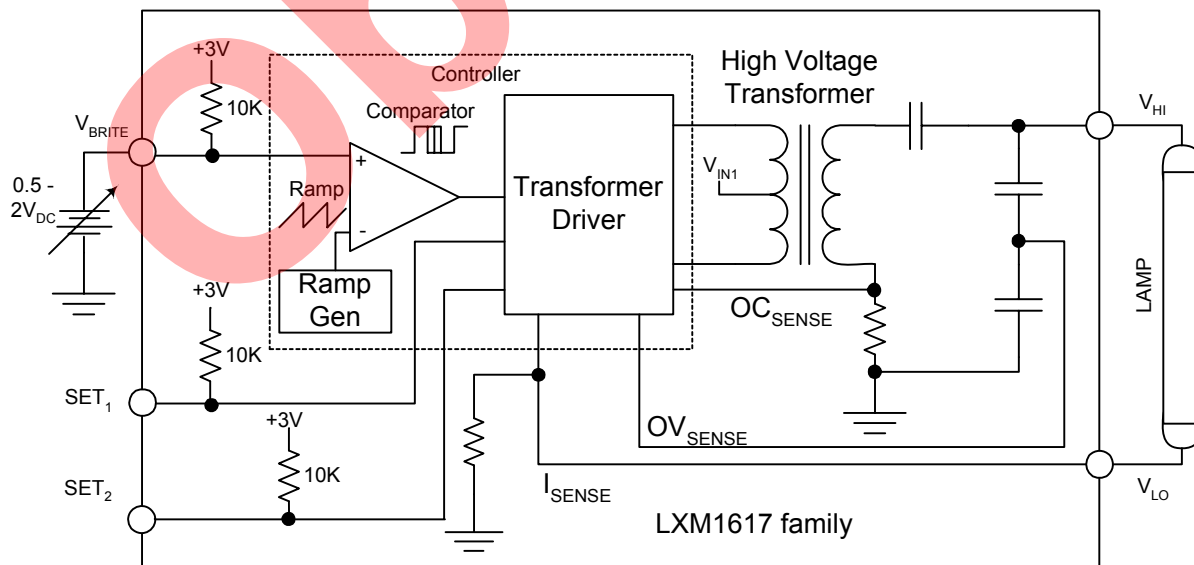 +3V
Controller
High Voltage
Transformer
10K
Comparator
V_HI
V_BRITE
+
V_IN1
0.5 -
2V_DC
Ramp
Transformer
Driver
-
Ramp
Gen
+3V
OC_SENSE
LAMP
10K
SET_1
+3V
OV_SENSE
10K
SET_2
I_SENSE
V_LO
LXM1617 family